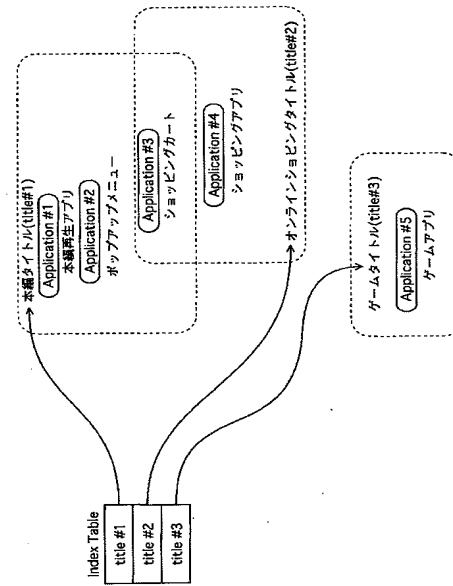 Index Table
title #1
title #2
title #3
本編タイトル(title#1)
Application #1
本編再生アプリ
Application #2
ポップアップメニュー
Application #3
ショッピングカート
Application #4
ショッピングアプリ
オンラインショピングタイトル(title#2)
ゲームタイトル(title#3)
Application #5
ゲームアプリ